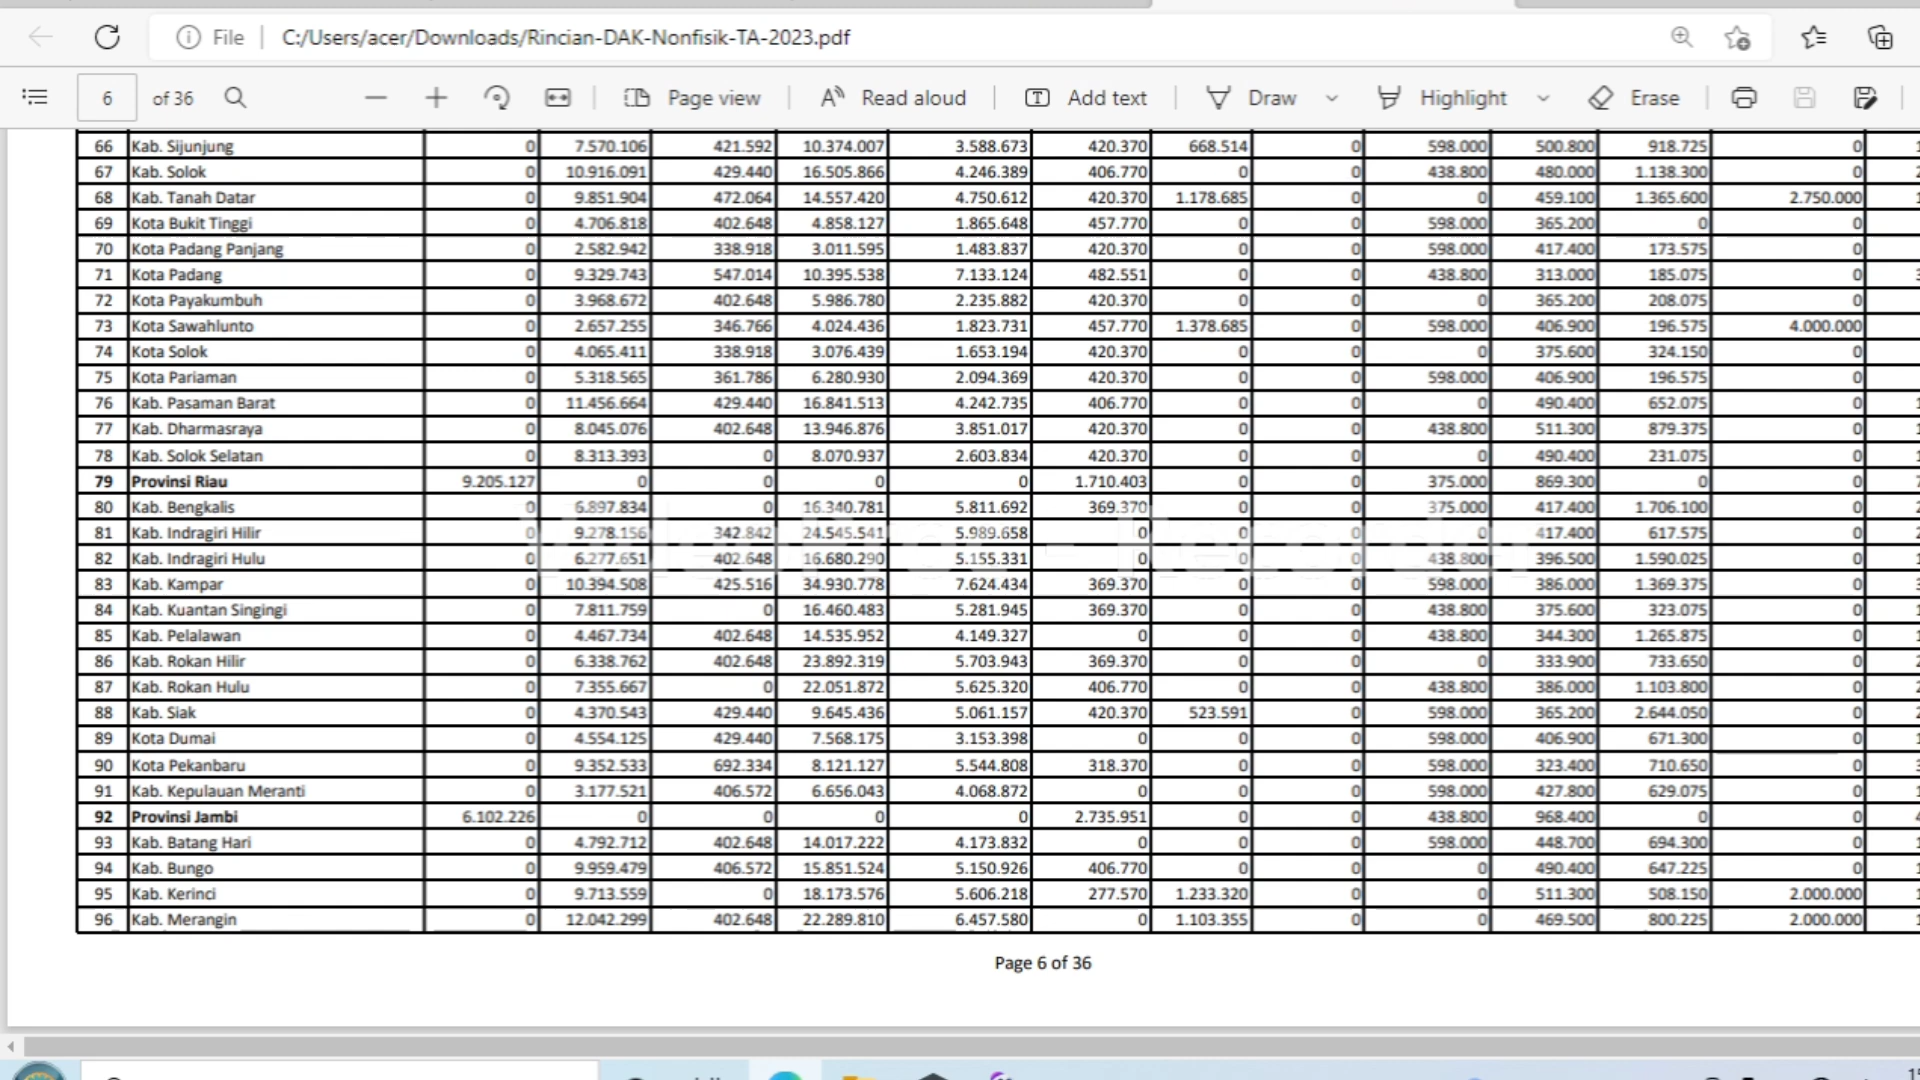 File C:/Users/acer/Downloads/Rincian-DAK-Nonfisik-TA-2023.pdf
6 of 36 Page view Read aloud Add text Draw Highlight Erase
66 Kab. Sijunjung 0 7.570.106 421.592 10.374.007 3.588.673 420.370 668.514 0 598.000 500.800 918.725 0
67 Kab. Solok 0 10.916.091 429.440 16.505.866 4.246.389 406.770 0 0 438.800 480.000 1.138.300 0
68 Kab. Tanah Datar 0 9.851.904 472.064 14.557.420 4.750.612 420.370 1.178.685 0 0 459.100 1.365.600 2.750.000
69 Kota Bukit Tinggi 0 4.706.818 402.648 4.858.127 1.865.648 457.770 0 0 598.000 365.200 0 0
70 Kota Padang Panjang 0 2.582.942 338.918 3.011.595 1.483.837 420.370 0 0 598.000 417.400 173.575 0
71 Kota Padang 0 9.329.743 547.014 10.395.538 7.133.124 482.551 0 0 438.800 313.000 185.075 0
72 Kota Payakumbuh 0 3.968.672 402.648 5.986.780 2.235.882 420.370 0 0 0 365.200 208.075 0
73 Kota Sawahlunto 0 2.657.255 346.766 4.024.436 1.823.731 457.770 1.378.685 0 598.000 406.900 196.575 4.000.000
74 Kota Solok 0 4.065.411 338.918 3.076.439 1.653.194 420.370 0 0 0 375.600 324.150 0
75 Kota Pariaman 0 5.318.565 361.786 6.280.930 2.094.369 420.370 0 0 598.000 406.900 196.575 0
76 Kab. Pasaman Barat 0 11.456.664 429.440 16.841.513 4.242.735 406.770 0 0 0 490.400 652.075 0
77 Kab. Dharmasraya 0 8.045.076 402.648 13.946.876 3.851.017 420.370 0 0 438.800 511.300 879.375 0
78 Kab. Solok Selatan 0 8.313.393 0 8.070.937 2.603.834 420.370 0 0 0 490.400 231.075 0
79 Provinsi Riau 9.205.127 0 0 0 0 1.710.403 0 0 375.000 869.300 0 0
80 Kab. Bengkalis 0 6.897.834 0 16.340.781 5.811.692 369.370 0 0 375.000 417.400 1.706.100 0
81 Kab. Indragiri Hilir 0 9.278.156 342.842 24.545.541 5.989.658 0 0 0 0 417.400 617.575 0
82 Kab. Indragiri Hulu 0 6.277.651 402.648 16.680.290 5.155.331 0 0 0 438.800 396.500 1.590.025 0
83 Kab. Kampar 0 10.394.508 425.516 34.930.778 7.624.434 369.370 0 0 598.000 386.000 1.369.375 0
84 Kab. Kuantan Singingi 0 7.811.759 0 16.460.483 5.281.945 369.370 0 0 438.800 375.600 323.075 0
85 Kab. Pelalawan 0 4.467.734 402.648 14.535.952 4.149.327 0 0 0 438.800 344.300 1.265.875 0
86 Kab. Rokan Hilir 0 6.338.762 402.648 23.892.319 5.703.943 369.370 0 0 0 333.900 733.650 0
87 Kab. Rokan Hulu 0 7.355.667 0 22.051.872 5.625.320 406.770 0 0 438.800 386.000 1.103.800 0
88 Kab. Siak 0 4.370.543 429.440 9.645.436 5.061.157 420.370 523.591 0 598.000 365.200 2.644.050 0
89 Kota Dumai 0 4.554.125 429.440 7.568.175 3.153.398 0 0 0 598.000 406.900 671.300 0
90 Kota Pekanbaru 0 9.352.533 692.334 8.121.127 5.544.808 318.370 0 0 598.000 323.400 710.650 0
91 Kab. Kepulauan Meranti 0 3.177.521 406.572 6.656.043 4.068.872 0 0 0 598.000 427.800 629.075 0
92 Provinsi Jambi 6.102.226 0 0 0 0 2.735.951 0 0 438.800 968.400 0 0
93 Kab. Batang Hari 0 4.792.712 402.648 14.017.222 4.173.832 0 0 0 598.000 448.700 694.300 0
94 Kab. Bungo 0 9.959.479 406.572 15.851.524 5.150.926 406.770 0 0 0 490.400 647.225 0
95 Kab. Kerinci 0 9.713.559 0 18.173.576 5.606.218 277.570 1.233.320 0 0 511.300 508.150 2.000.000
96 Kab. Merangin 0 12.042.299 402.648 22.289.810 6.457.580 0 1.103.355 0 0 469.500 800.225 2.000.000
Page 6 of 36